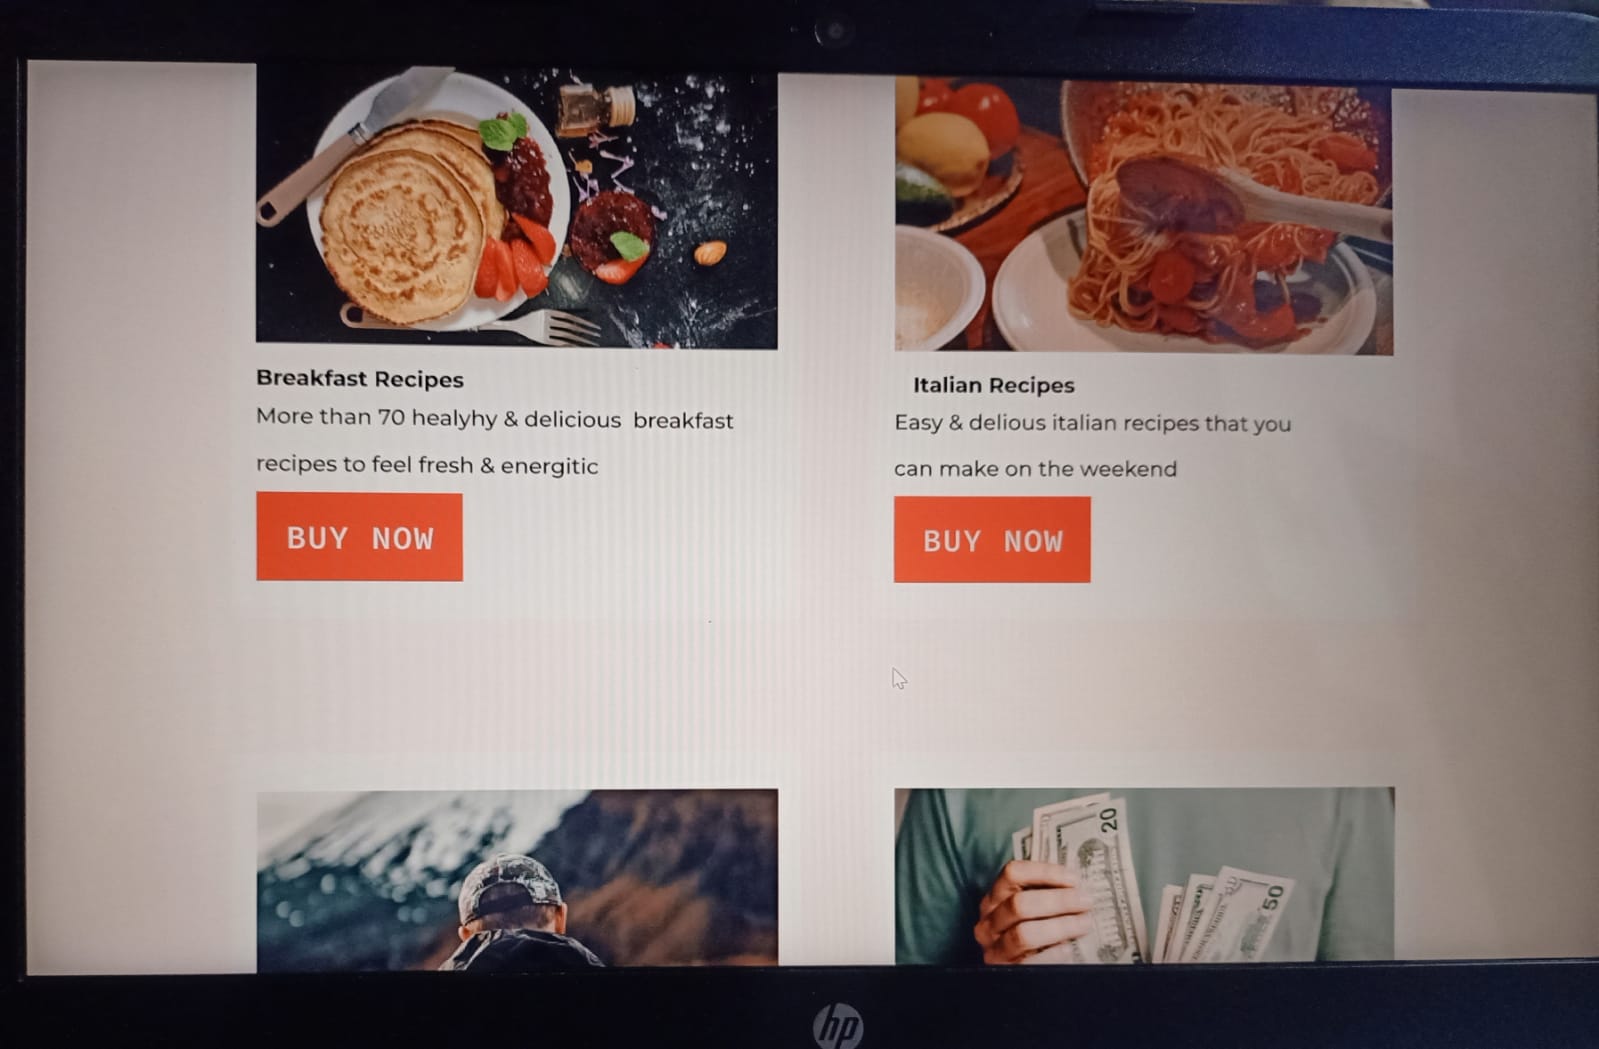 Breakfast Recipes
More than 70 healyhy & delicious breakfast
recipes to feel fresh & energitic
BUY NOW
Italian Recipes
Easy & delious italian recipes that you
can make on the weekend
BUY NOW
20
50
hp